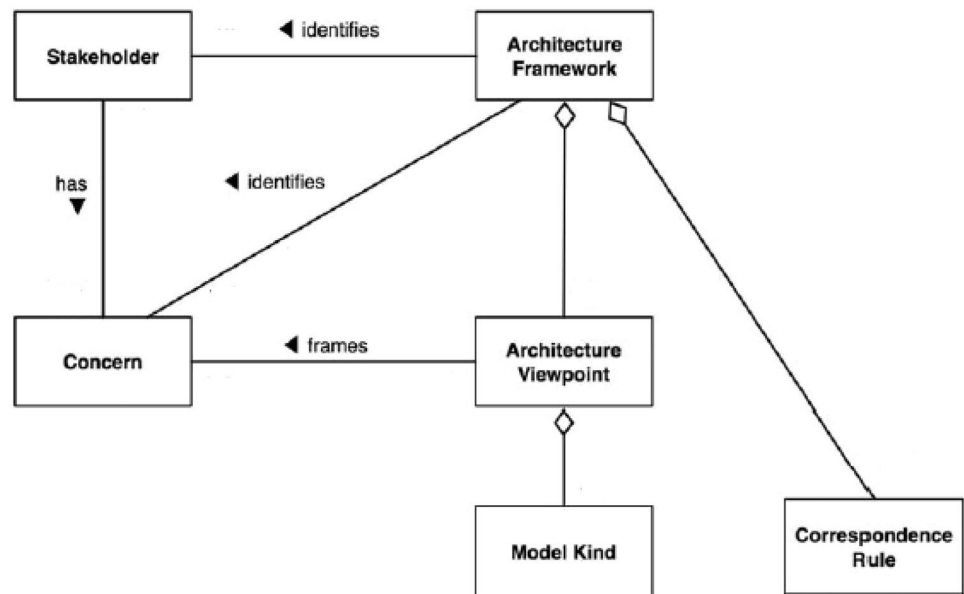 Stakeholder
◀ identifies
Architecture
Framework
has
▼
◀ identifies
Concern
◀ frames
Architecture
Viewpoint
Model Kind
Correspondence
Rule